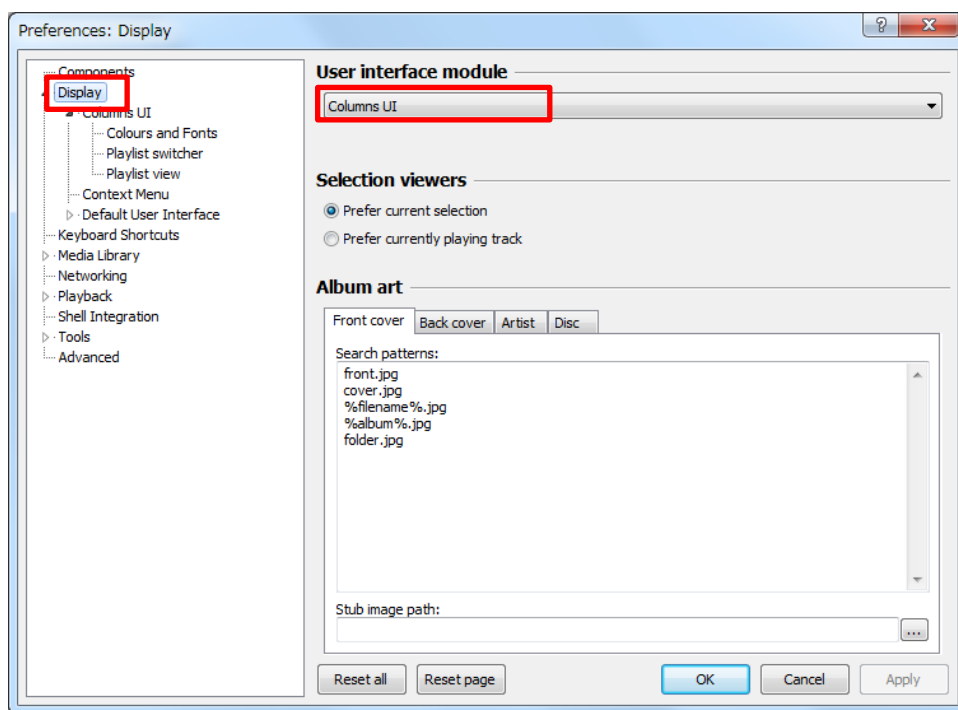 Preferences: Display
Components
Display
Columns UI
Colours and Fonts
Playlist switcher
Playlist view
Context Menu
Default User Interface
Keyboard Shortcuts
Media Library
Networking
Playback
Shell Integration
Tools
Advanced
User interface module
Columns UI
Selection viewers
Prefer current selection
Prefer currently playing track
Album art
Front cover Back cover Artist Disc
Search patterns:
front.jpg
cover.jpg
%filename%.jpg
%album%.jpg
folder.jpg
Stub image path:
...
Reset all Reset page OK Cancel Apply